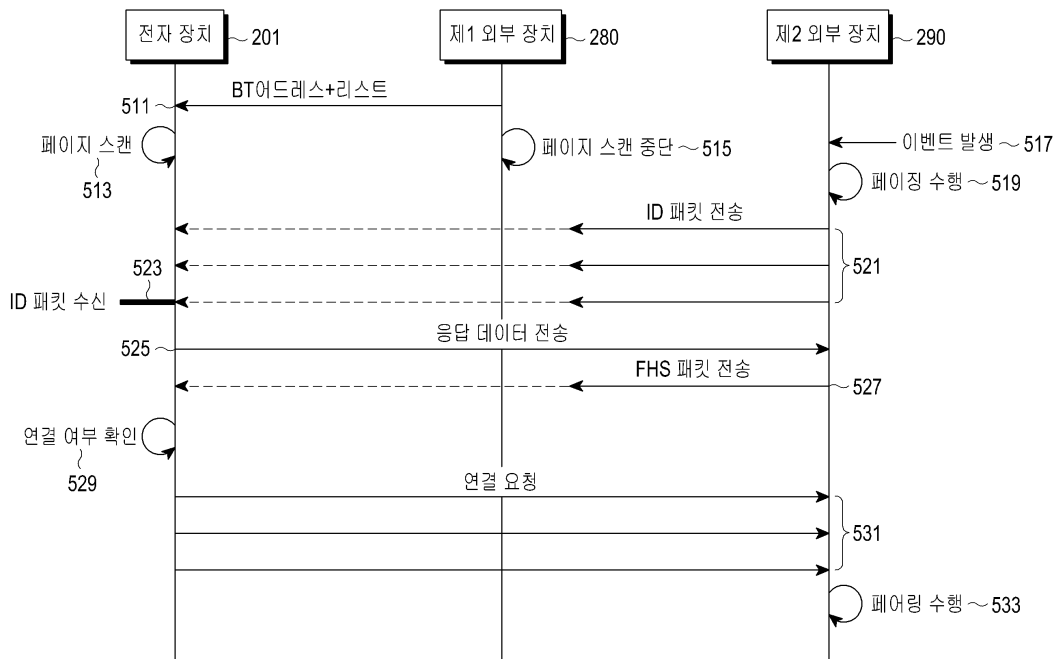 전자 장치
201
제1 외부 장치
280
제2 외부 장치
290
BT어드레스+리스트
511
페이지 스캔
513
페이지 스캔 중단
515
이벤트 발생
517
페이징 수행
519
ID 패킷 전송
521
523
ID 패킷 수신
응답 데이터 전송
525
FHS 패킷 전송
527
연결 여부 확인
529
연결 요청
531
페어링 수행
533